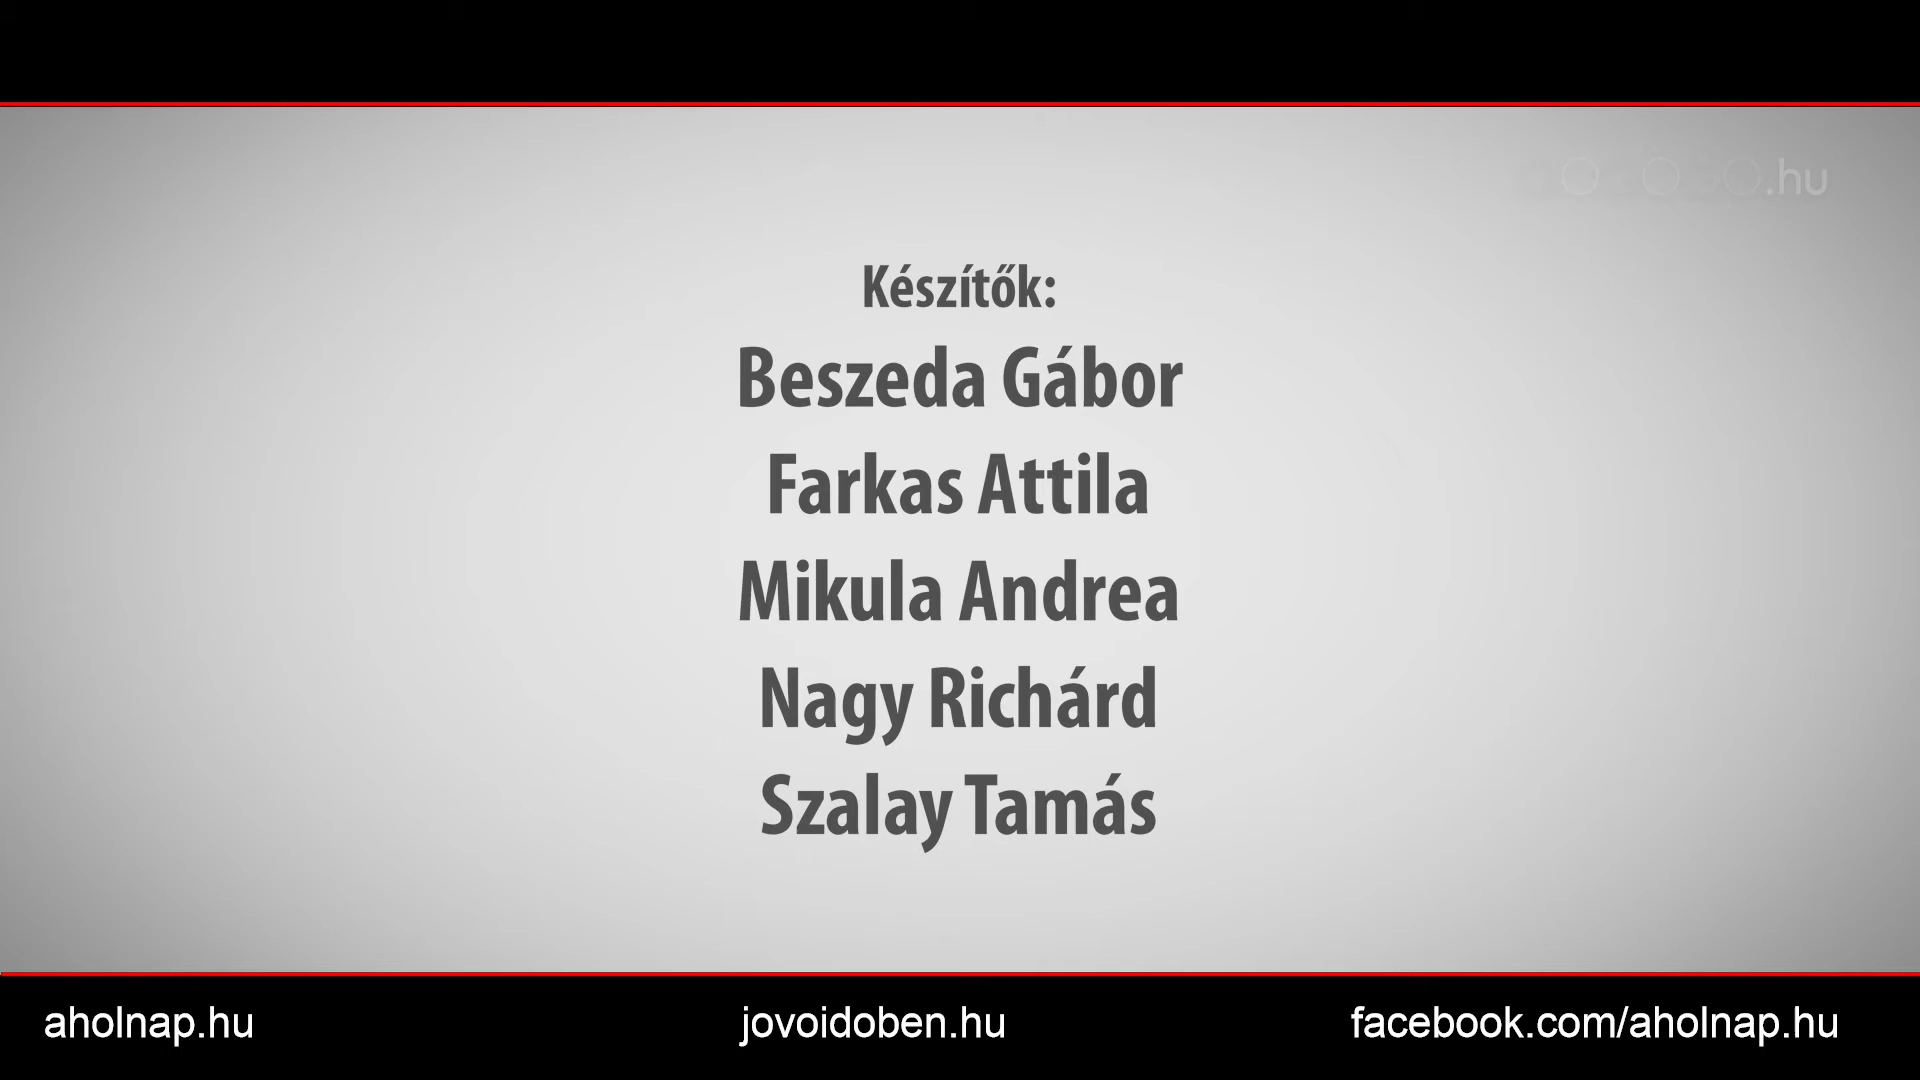 .hu
Készítők:
Beszeda Gábor
Farkas Attila
Mikula Andrea
Nagy Richárd
Szalay Tamás
aholnap.hu
jovoidoben.hu
facebook.com/aholnap.hu